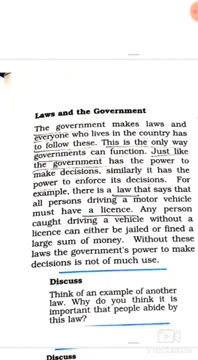 Laws and the Government
The government makes laws and
everyone who lives in the country has
to follow these. This is the only way
governments can function. Just like
the government has the power to
make decisions, similarly it has the
power to enforce its decisions. For
example, there is a law that says that
all persons driving a motor vehicle
must have a licence. Any person
caught driving a vehicle without a
licence can either be jailed or fined a
large sum of money. Without these
laws the government's power to make
decisions is not of much use.
Discuss
Think of an example of another
law. Why do you think it is
important that people abide by
this law?
Discuss